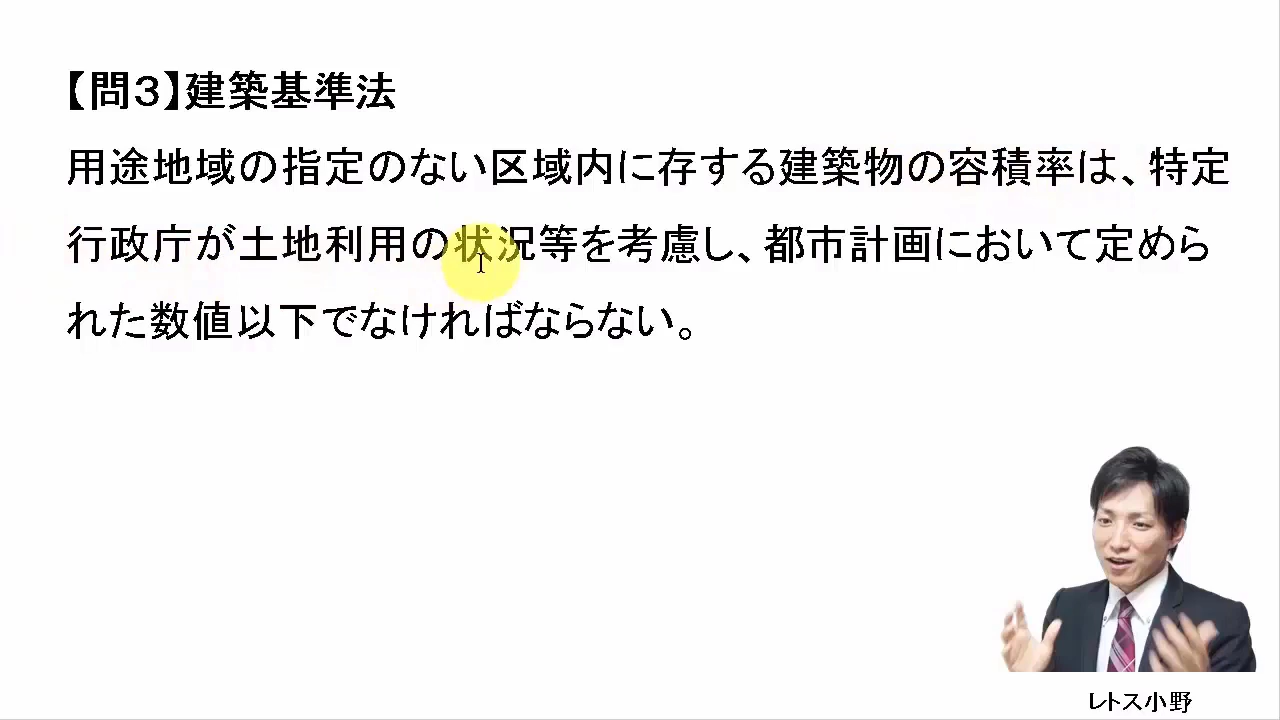 【問３】建築基準法
用途地域の指定のない区域内に存する建築物の容積率は、特定
行政庁が土地利用の状況等を考慮し、都市計画において定めら
れた数値以下でなければならない。
レトス小野